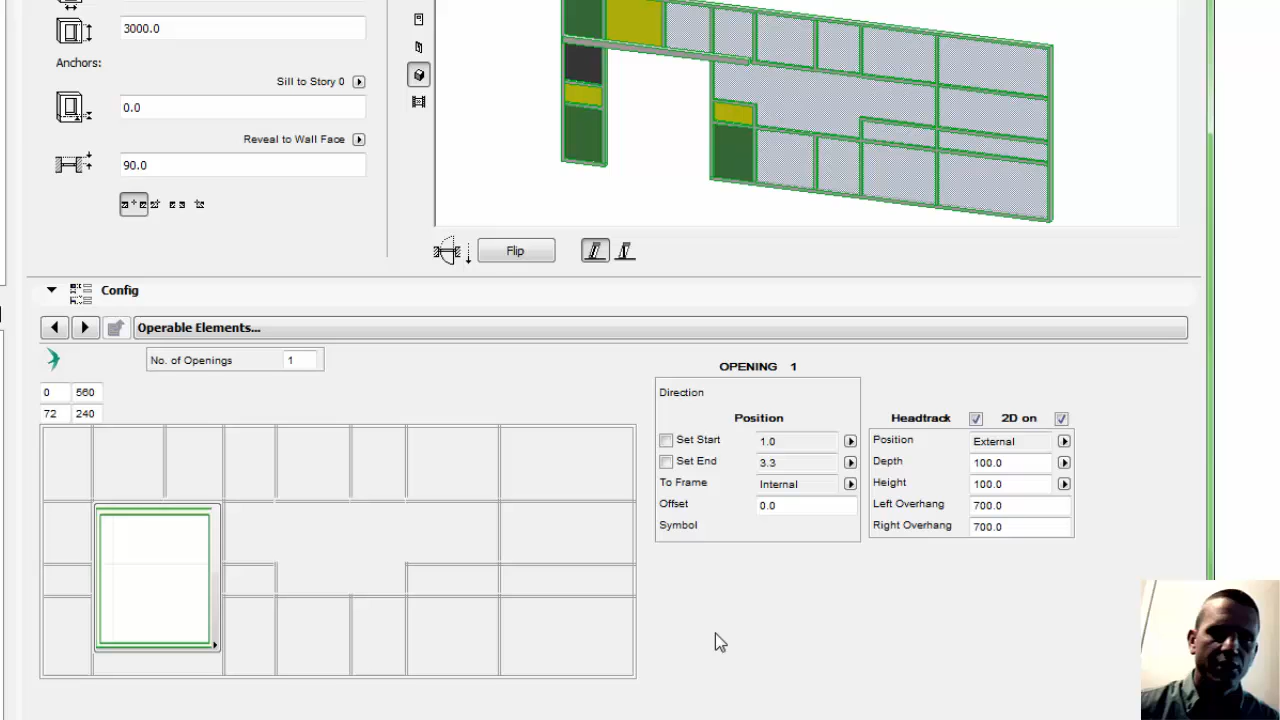 3000.0
Anchors:
Sill to Story 0
0.0
Reveal to Wall Face
90.0
Flip
Config
Operable Elements...
No. of Openings 1
0 560
72 240
OPENING 1
Direction
Position
Set Start 1.0
Set End 3.3
To Frame Internal
Offset 0.0
Symbol
Headtrack 2D on
Position External
Depth 100.0
Height 100.0
Left Overhang 700.0
Right Overhang 700.0